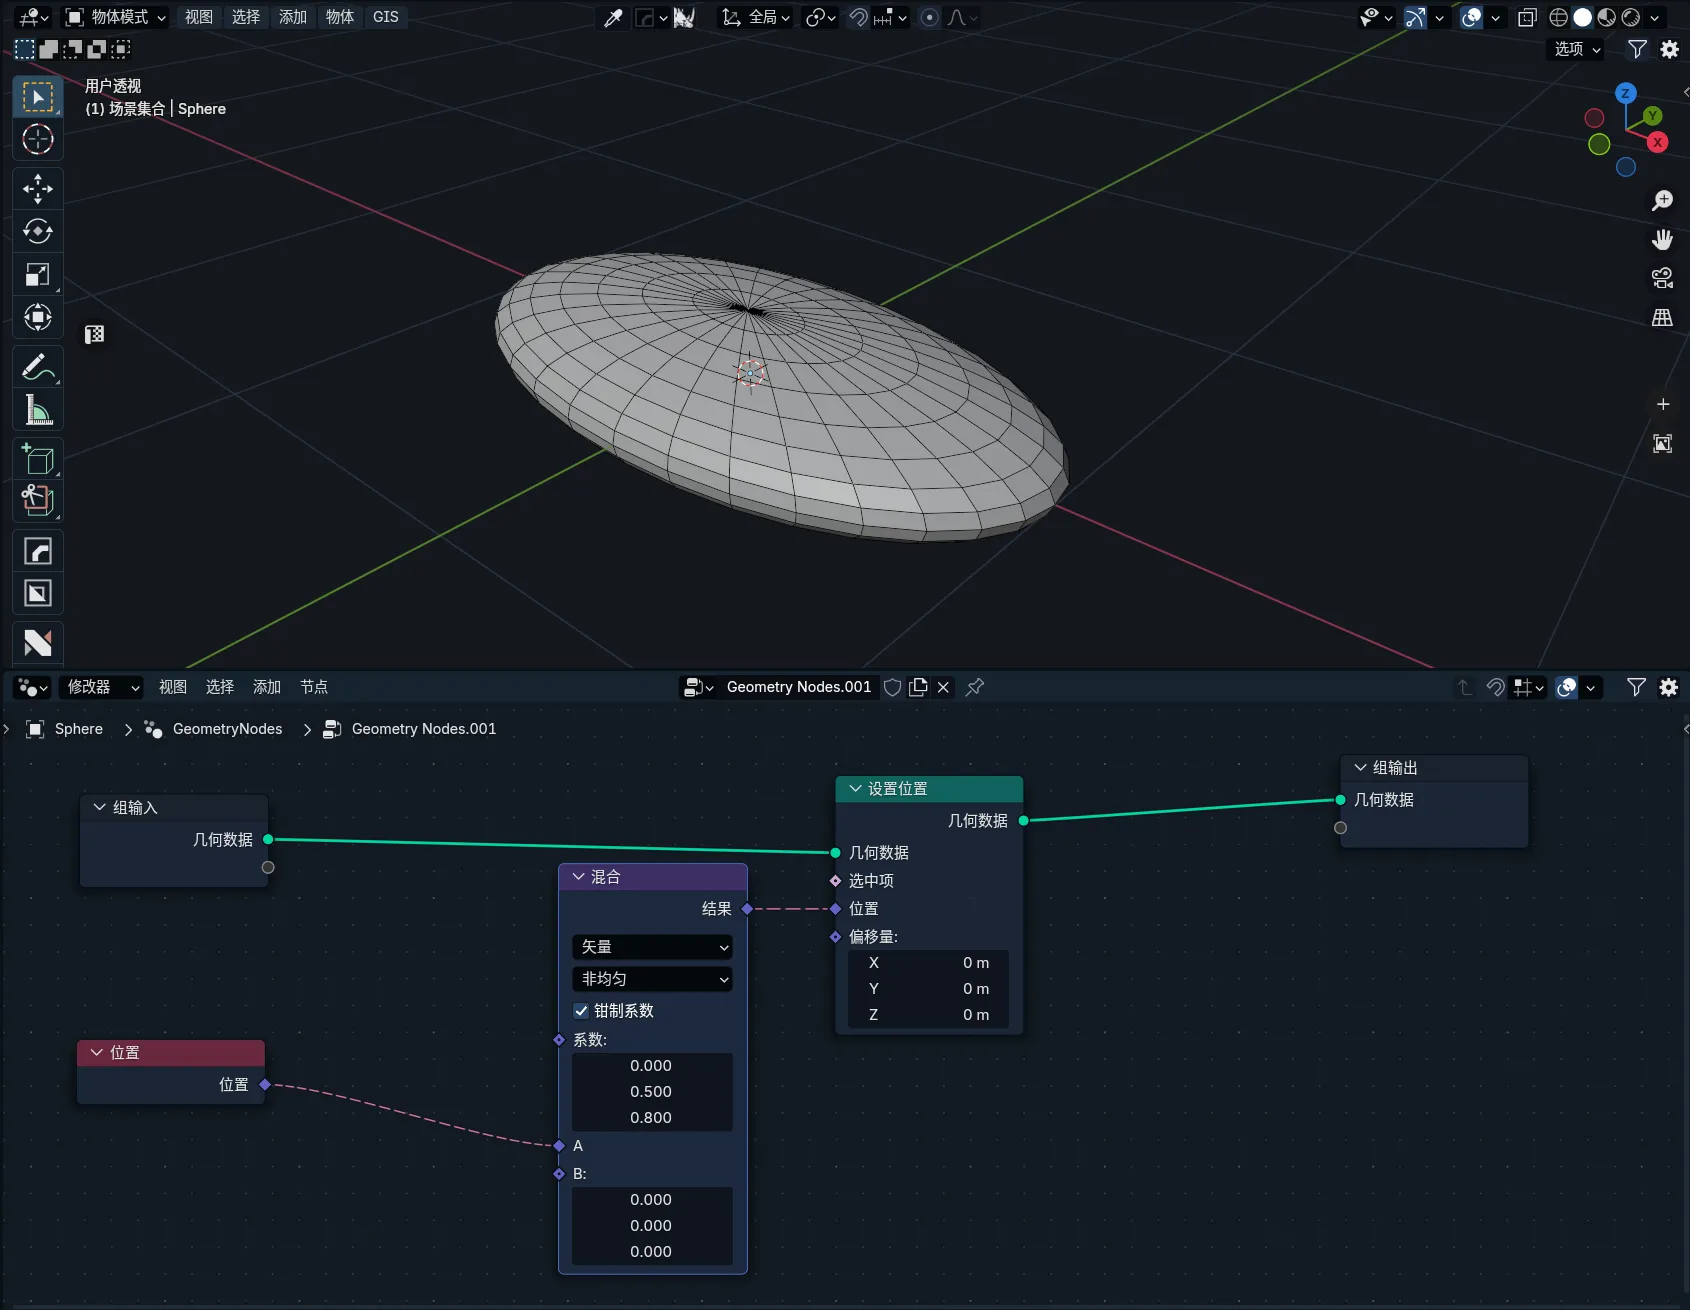 物体模式 视图 选择 添加 物体 GIS 全局
选项
用户透视
(1) 场景集合 | Sphere
Z
Y
X
修改器 视图 选择 添加 节点 Geometry Nodes.001
Sphere GeometryNodes Geometry Nodes.001
组输入
几何数据
位置
位置
混合
结果
矢量
非均匀
钳制系数
系数:
0.000
0.500
0.800
A
B:
0.000
0.000
0.000
设置位置
几何数据
几何数据
选中项
位置
偏移量:
X 0 m
Y 0 m
Z 0 m
组输出
几何数据